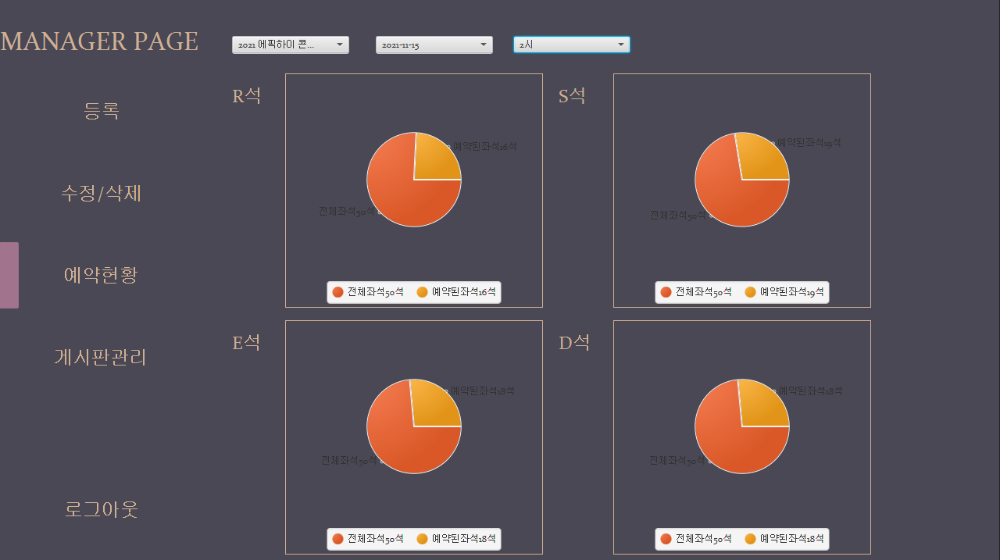 MANAGER PAGE
2021 에픽하이 콘...
2021-11-15
2시
등록
수정/삭제
예약현황
게시판관리
로그아웃
R석
예약된좌석16석
전체좌석50석
전체좌석50석 예약된좌석16석
S석
예약된좌석19석
전체좌석50석
전체좌석50석 예약된좌석19석
E석
예약된좌석18석
전체좌석50석
전체좌석50석 예약된좌석18석
D석
예약된좌석18석
전체좌석50석
전체좌석50석 예약된좌석18석